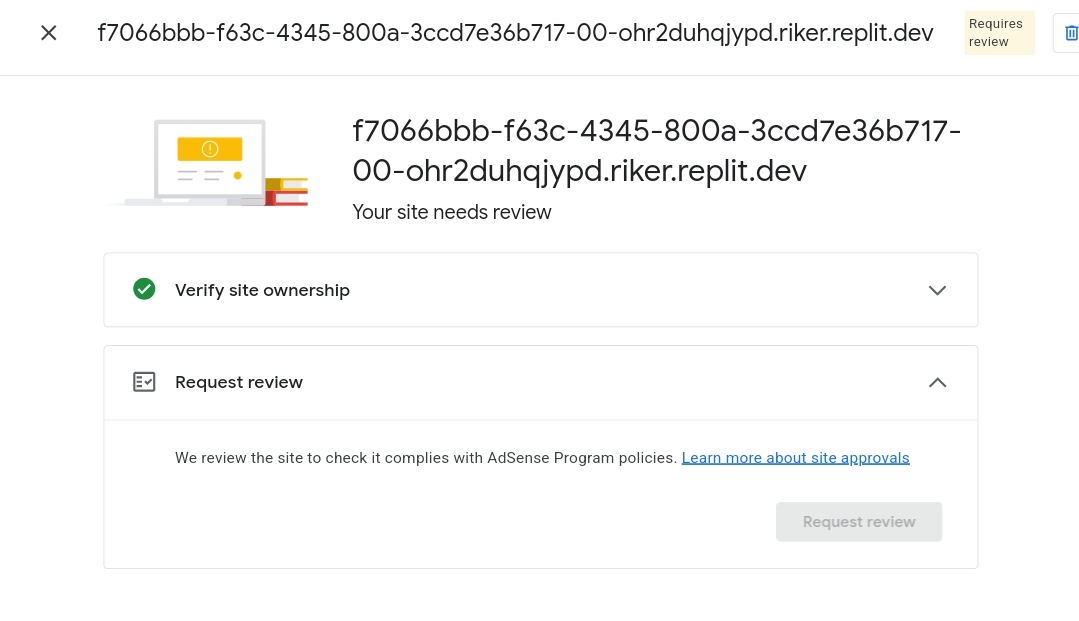 f7066bbb-f63c-4345-800a-3ccd7e36b717-00-ohr2duhqjypd.riker.replit.dev
Requires
review
f7066bbb-f63c-4345-800a-3ccd7e36b717-
00-ohr2duhqjypd.riker.replit.dev
Your site needs review
Verify site ownership
Request review
We review the site to check it complies with AdSense Program policies. Learn more about site approvals
Request review